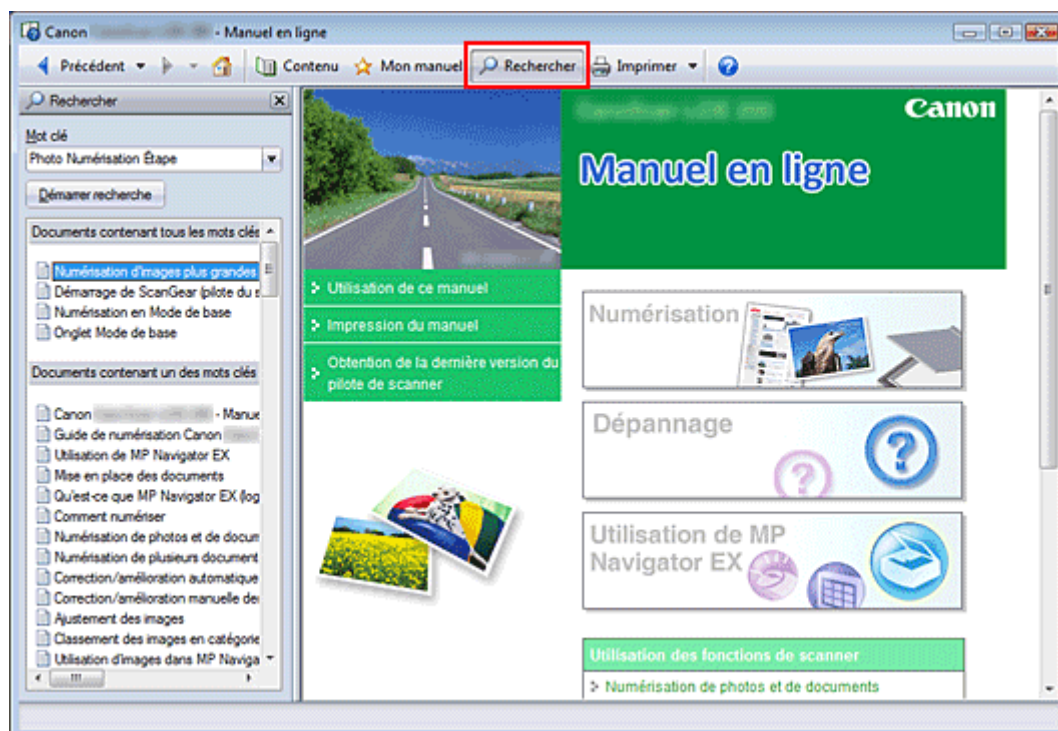 Canon - Manuel en ligne
Précédent Contenu Mon manuel Rechercher Imprimer
Rechercher
Mot clé
Photo Numérisation Étape
Démarrer recherche
Documents contenant tous les mots clés
Numérisation d'images plus grandes
Démarrage de ScanGear (pilote du s
Numérisation en Mode de base
Onglet Mode de base
Documents contenant un des mots clés
Canon - Manue
Guide de numérisation Canon
Utilisation de MP Navigator EX
Mise en place des documents
Qu'est-ce que MP Navigator EX (log
Comment numériser
Numérisation de photos et de docum
Numérisation de plusieurs document
Correction/amélioration automatique
Correction/amélioration manuelle de
Ajustement des images
Classement des images en catégorie
Utilisation d'images dans MP Naviga
Canon
Manuel en ligne
Utilisation de ce manuel
Impression du manuel
Obtention de la dernière version du
pilote de scanner
Numérisation
Dépannage
Utilisation de MP
Navigator EX
Utilisation des fonctions de scanner
Numérisation de photos et de documents